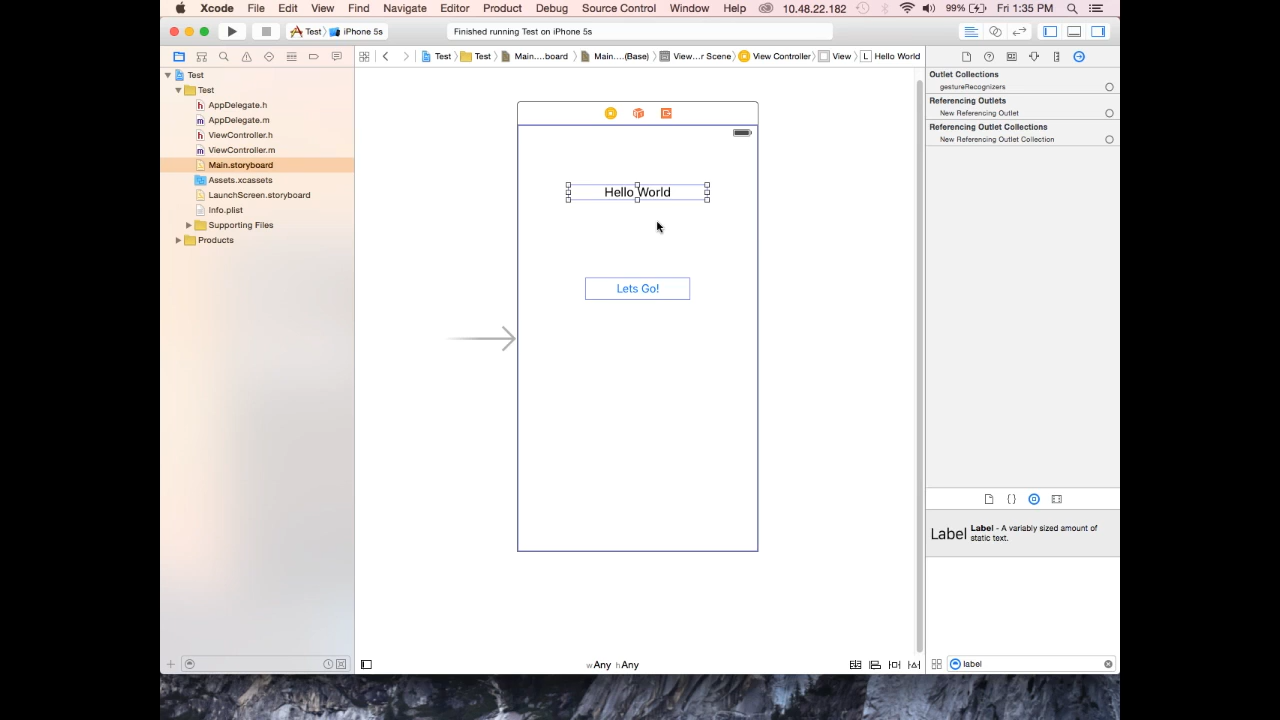 Xcode File Edit View Find Navigate Editor Product Debug Source Control Window Help 10.48.22.182 99% Fri 1:35 PM
Test iPhone 5s Finished running Test on iPhone 5s
Test Test Main....board Main....(Base) View...r Scene View Controller View L Hello World
Test
Test
h AppDelegate.h
m AppDelegate.m
h ViewController.h
m ViewController.m
Main.storyboard
Assets.xcassets
LaunchScreen.storyboard
Info.plist
Supporting Files
Products
Hello World
Lets Go!
wAny hAny
Outlet Collections
gestureRecognizers
Referencing Outlets
New Referencing Outlet
Referencing Outlet Collections
New Referencing Outlet Collection
{ }
Label
Label - A variably sized amount of
static text.
label